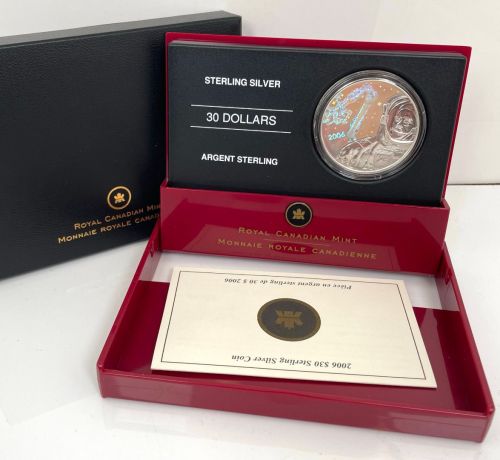 STERLING SILVER
30 DOLLARS
ARGENT STERLING
2006
ROYAL CANADIAN MINT
MONNAIE ROYALE CANADIENNE
ROYAL CANADIAN MINT
MONNAIE ROYALE CANADIENNE
2006 $30 Sterling Silver Coin
Pièce en argent sterling de 30 $ 2006